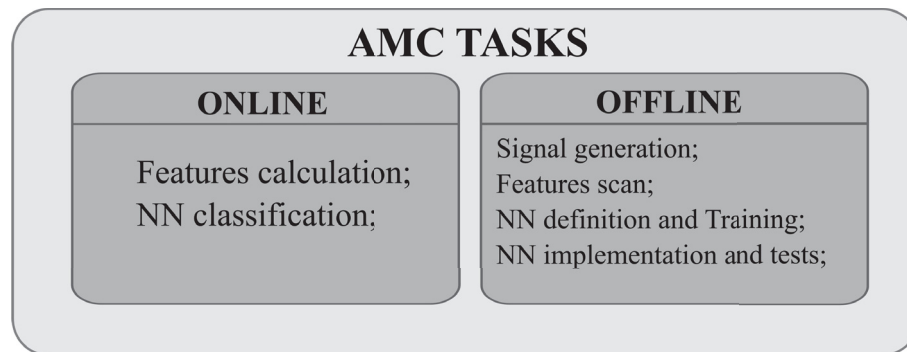 AMC TASKS
ONLINE
Features calculation;
NN classification;
OFFLINE
Signal generation;
Features scan;
NN definition and Training;
NN implementation and tests;